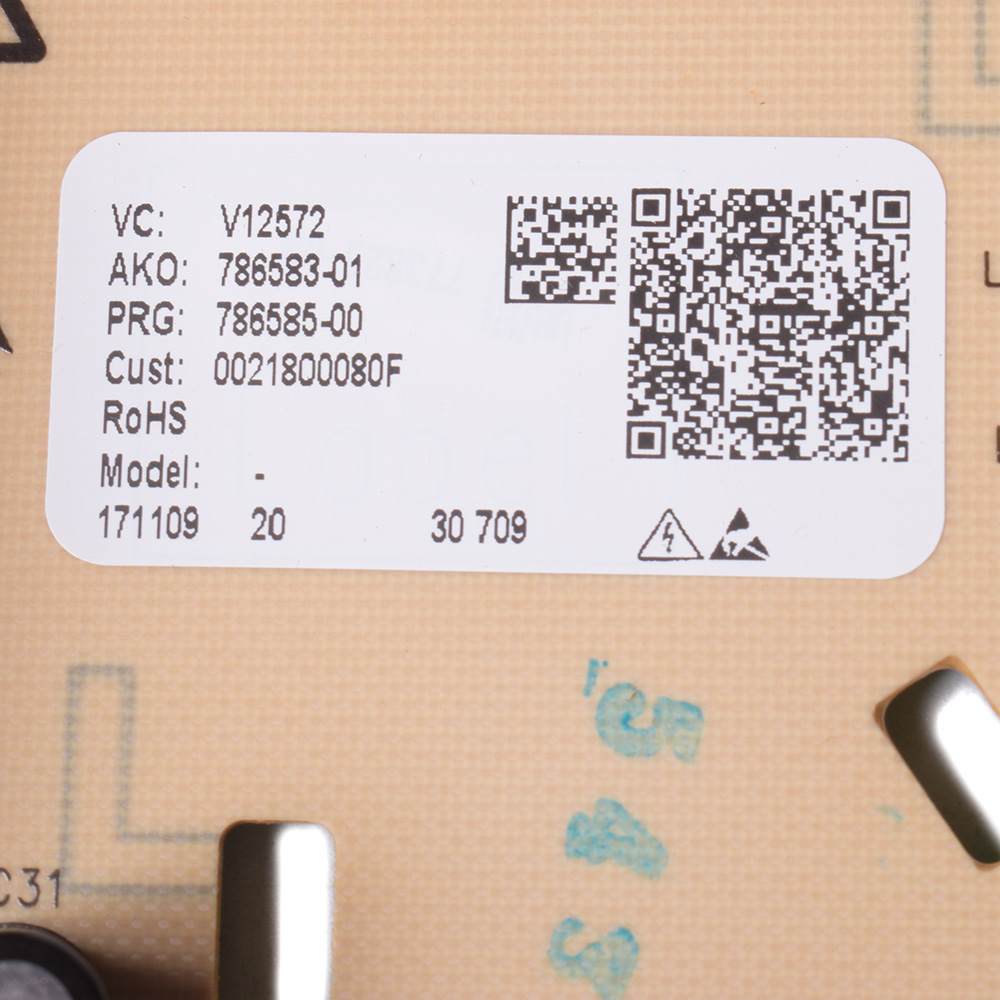 VC: V12572
AKO: 786583-01
PRG: 786585-00
Cust: 0021800080F
RoHS
Model: -
171109 20 30 709
C31